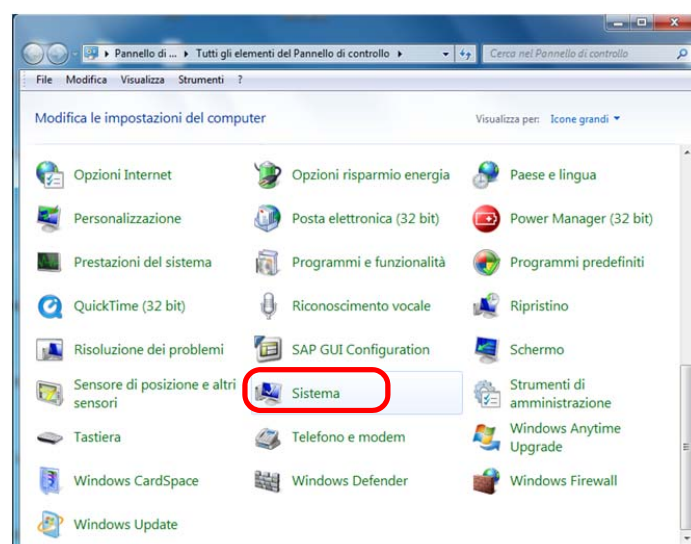 Pannello di ... ▸ Tutti gli elementi del Pannello di controllo ▸
Cerca nel Pannello di controllo
File Modifica Visualizza Strumenti ?
Modifica le impostazioni del computer
Visualizza per: Icone grandi
Opzioni Internet
Opzioni risparmio energia
Paese e lingua
Personalizzazione
Posta elettronica (32 bit)
Power Manager (32 bit)
Prestazioni del sistema
Programmi e funzionalità
Programmi predefiniti
QuickTime (32 bit)
Riconoscimento vocale
Ripristino
Risoluzione dei problemi
SAP GUI Configuration
Schermo
Sensore di posizione e altri
sensori
Sistema
Strumenti di
amministrazione
Tastiera
Telefono e modem
Windows Anytime
Upgrade
Windows CardSpace
Windows Defender
Windows Firewall
Windows Update